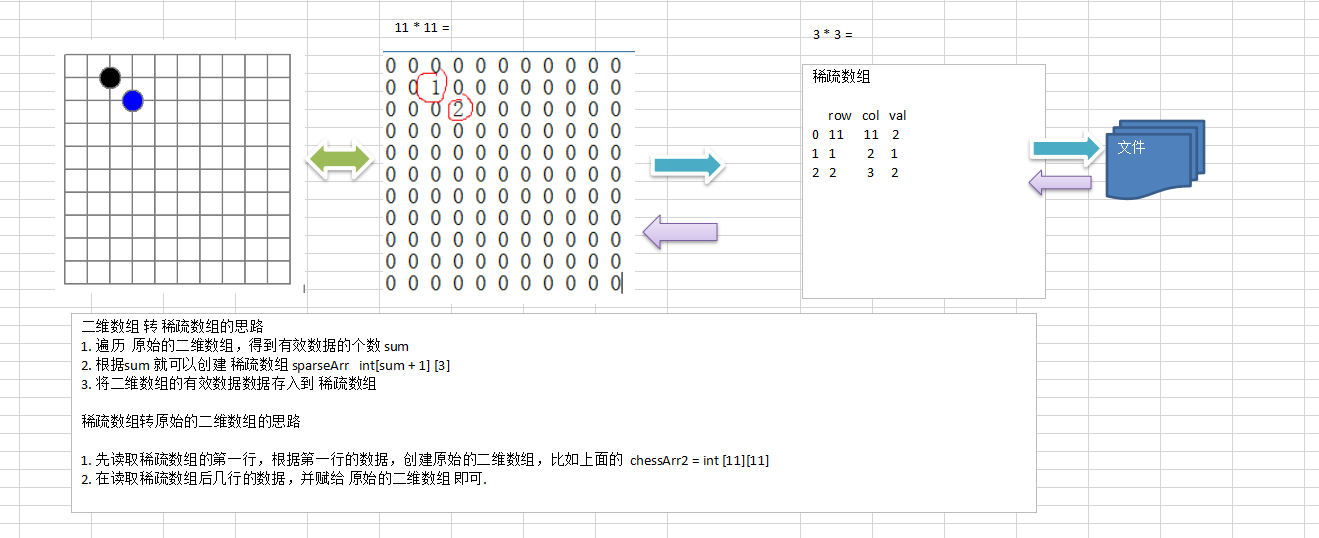 11 * 11 =
0 0 0 0 0 0 0 0 0 0 0
0 0 1 0 0 0 0 0 0 0 0
0 0 0 2 0 0 0 0 0 0 0
0 0 0 0 0 0 0 0 0 0 0
0 0 0 0 0 0 0 0 0 0 0
0 0 0 0 0 0 0 0 0 0 0
0 0 0 0 0 0 0 0 0 0 0
0 0 0 0 0 0 0 0 0 0 0
0 0 0 0 0 0 0 0 0 0 0
0 0 0 0 0 0 0 0 0 0 0
0 0 0 0 0 0 0 0 0 0 0
3 * 3 =
稀疏数组
row col val
0 11 11 2
1 1 2 1
2 2 3 2
文件
二维数组 转 稀疏数组的思路
1. 遍历 原始的二维数组，得到有效数据的个数 sum
2. 根据sum 就可以创建 稀疏数组 sparseArr int[sum + 1] [3]
3. 将二维数组的有效数据数据存入到 稀疏数组
稀疏数组转原始的二维数组的思路
1. 先读取稀疏数组的第一行，根据第一行的数据，创建原始的二维数组，比如上面的 chessArr2 = int [11][11]
2. 在读取稀疏数组后几行的数据，并赋给 原始的二维数组 即可.